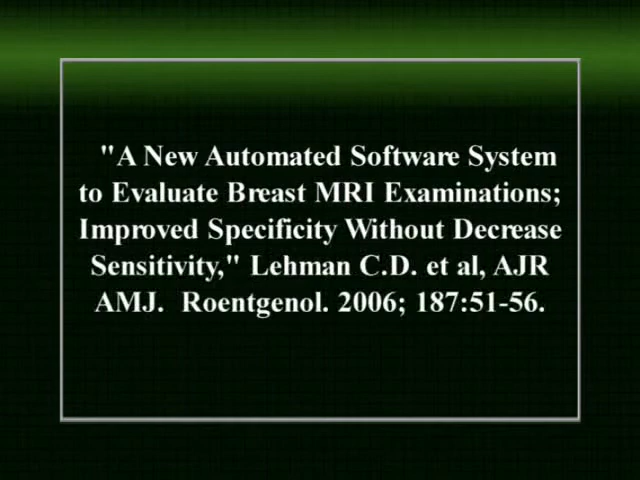 "A New Automated Software System
to Evaluate Breast MRI Examinations;
Improved Specificity Without Decrease
Sensitivity," Lehman C.D. et al, AJR
AMJ.  Roentgenol. 2006; 187:51-56.